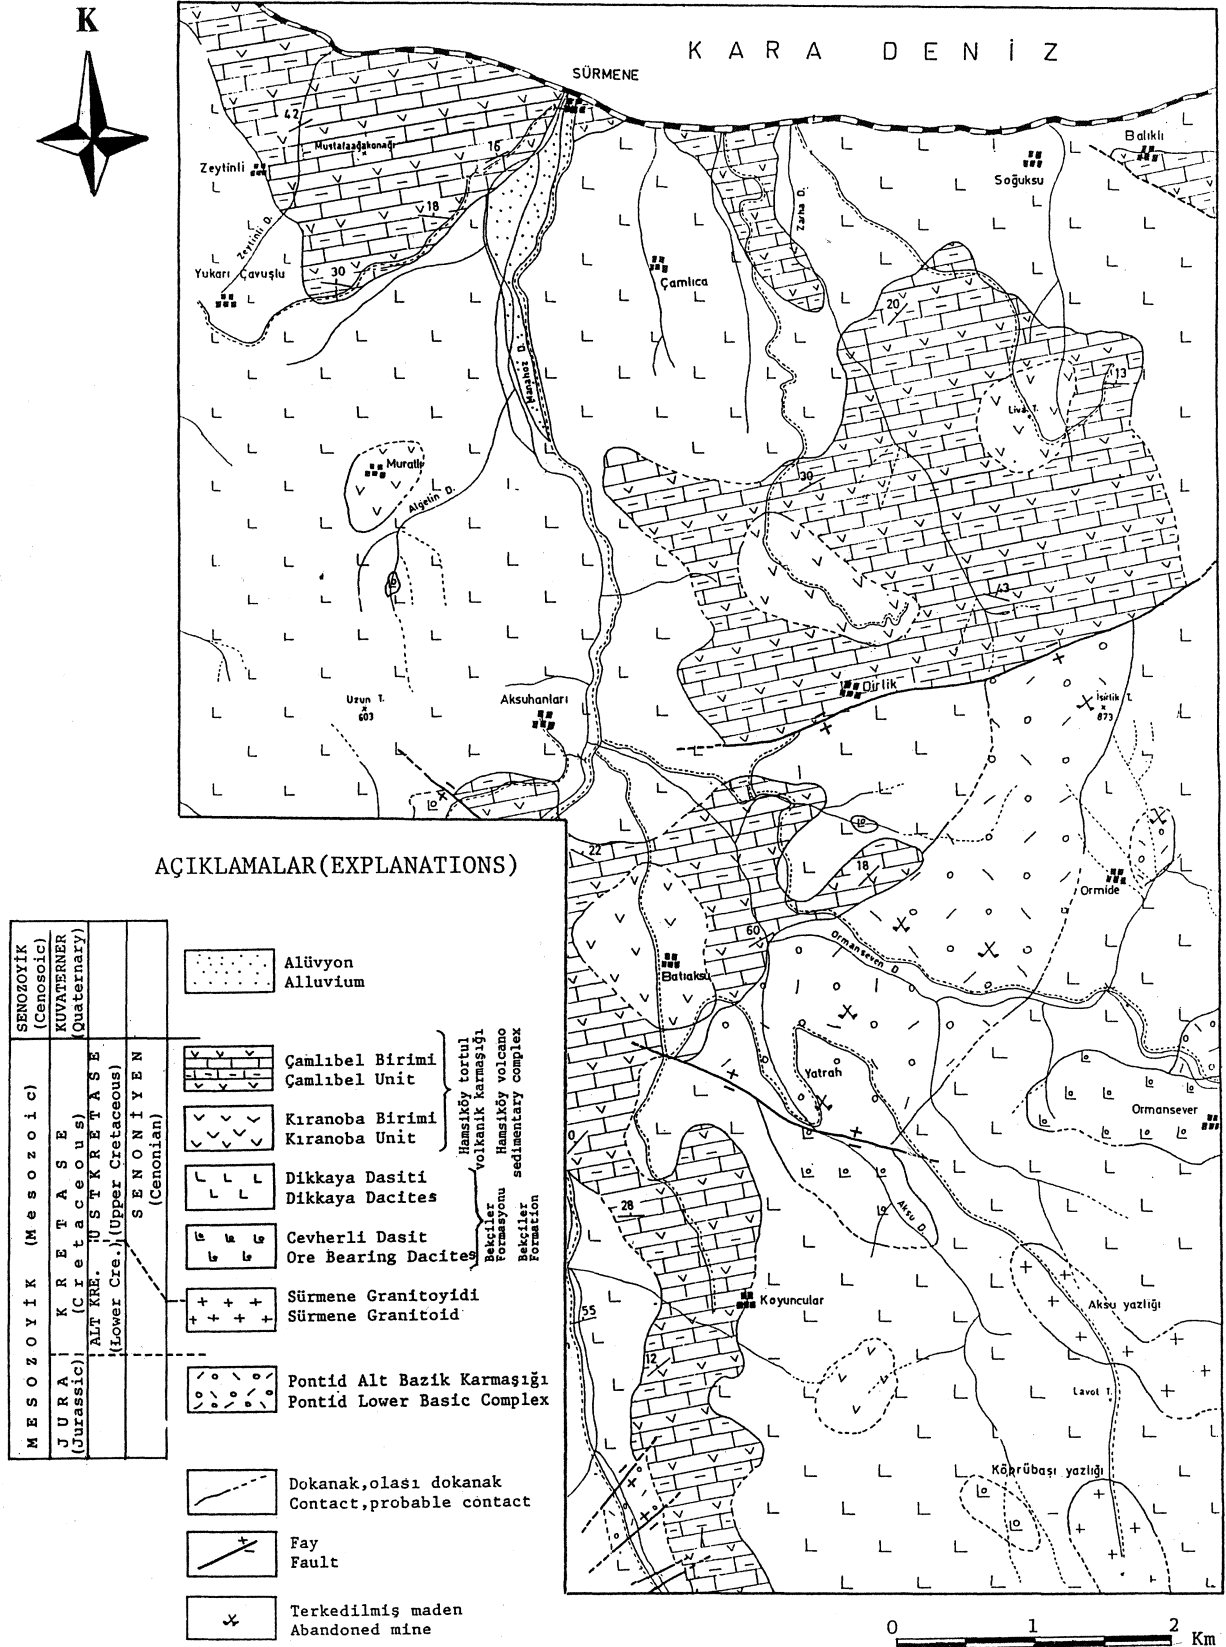 K
KARA DENİZ
SÜRMENE
Balıklı
Soğuksu
42
Mustafaağakonağı
16
Zeytinli
18
Zarha D.
Zeytinli D.
Yukarı Çavuşlu
30
Çamlıca
20
13
Manahoz D.
Liva T.
Muratlı
30
Algelin D.
43
Dirlik
Uzun T.
603
Aksuhanları
İsirlik T.
873
22
18
Ormide
60
Ormanseven D.
Batıaksu
Yatrah
Ormansever
28
Aksu D.
Koyuncular
Aksu yazlığı
55
12
Lavol T.
Köprübaşı yazlığı
AÇIKLAMALAR(EXPLANATIONS)
SENOZOYİK
(Cenosoic)
KUVATERNER
(Quaternary)
MESOZOYİK (Mesozoic)
KRETASE
(Cretaceous)
JURA
(Jurassic)
ALT KRE.
(Lower Cre.)
ÜSTKRETASE
(Upper Cretaceous)
SENONİYEN
(Cenonian)
Alüvyon
Alluvium
Çamlıbel Birimi
Çamlıbel Unit
Kıranoba Birimi
Kıranoba Unit
Hamsıköy tortul
volkanik karmaşığı
Hamsıköy volcano
sedimentary complex
Dikkaya Dasiti
Dikkaya Dacites
Cevherli Dasit
Ore Bearing Dacites
Bekçiler
Formasyonu
Bekçiler
Formation
Sürmene Granitoyidi
Sürmene Granitoid
Pontid Alt Bazik Karmaşığı
Pontid Lower Basic Complex
Dokanak,olası dokanak
Contact,probable contact
Fay
Fault
Terkedilmiş maden
Abandoned mine
0 1 2 Km